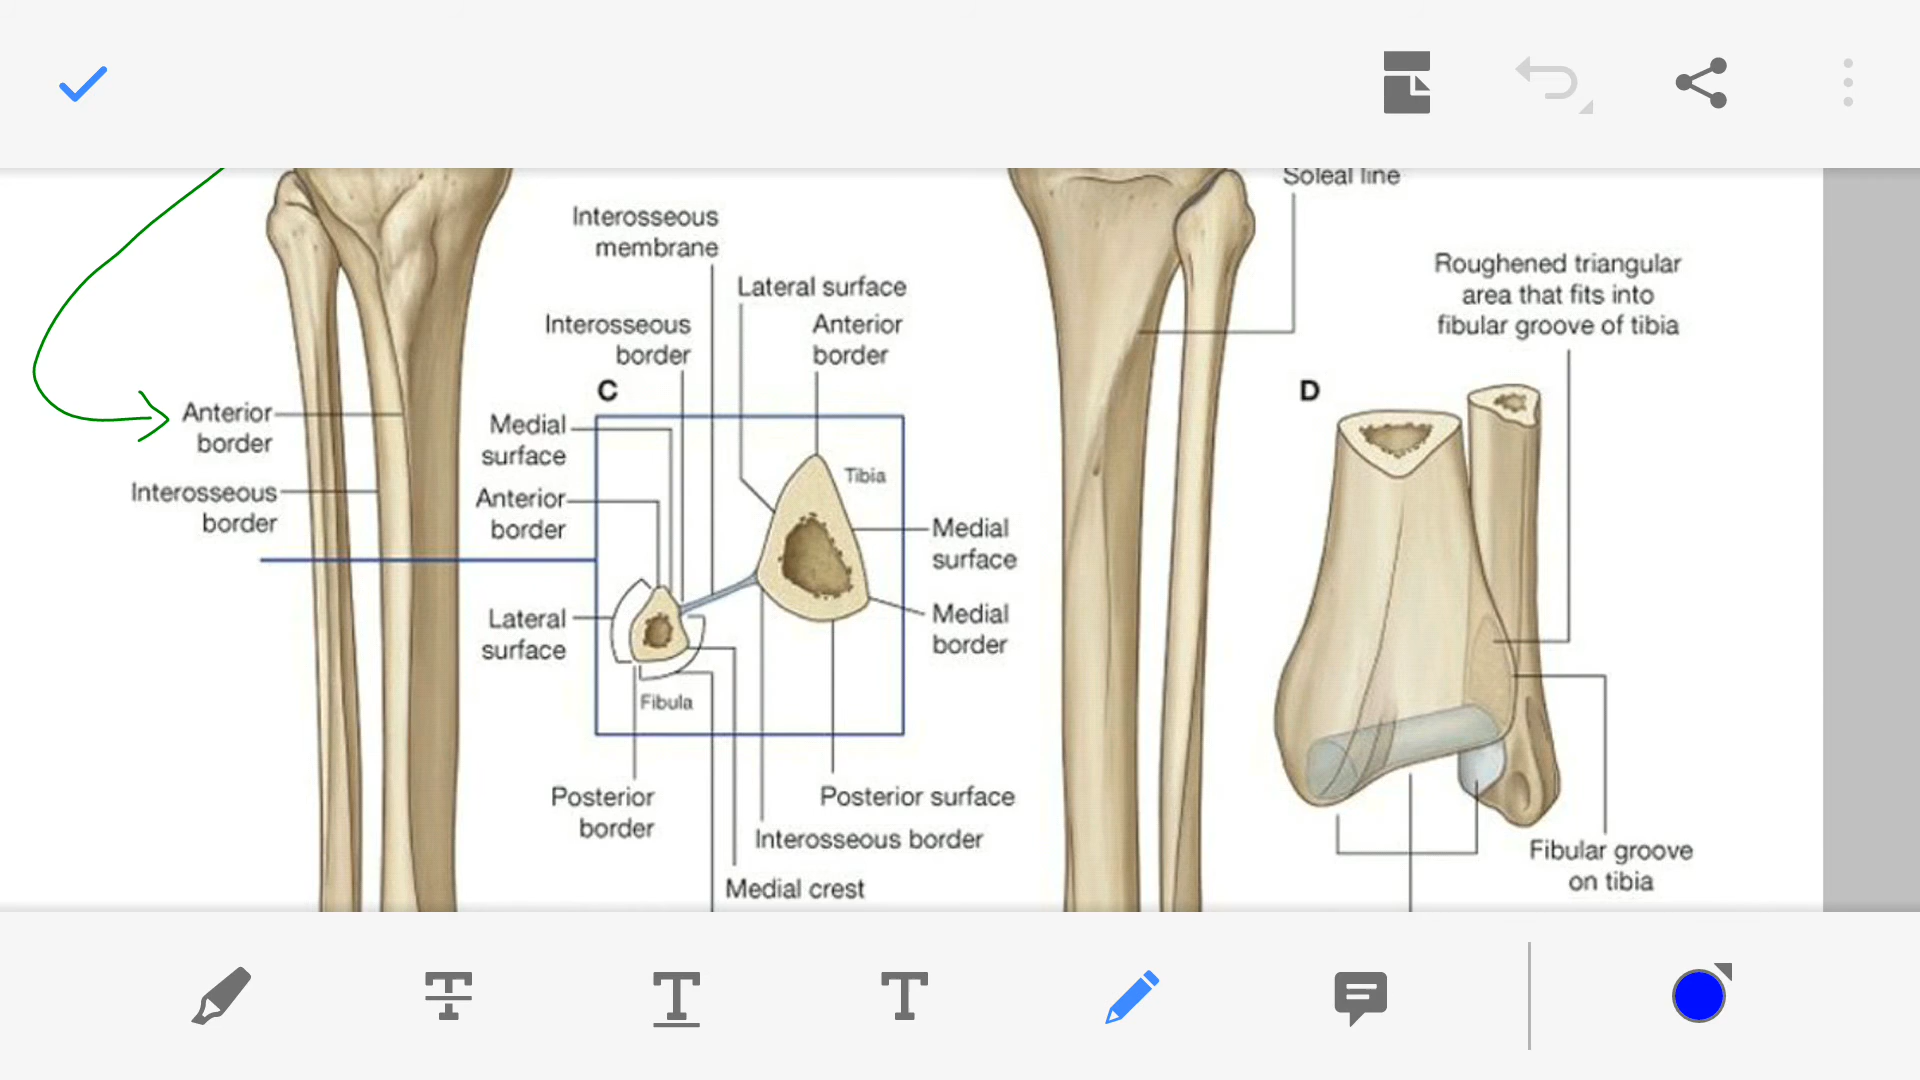 Soleal line
Interosseous
membrane
Lateral surface
Roughened triangular
area that fits into
fibular groove of tibia
Interosseous
border
Anterior
border
C
D
Anterior
border
Medial
surface
Tibia
Interosseous
border
Anterior
border
Medial
surface
Lateral
surface
Medial
border
Fibula
Posterior
border
Posterior surface
Interosseous border
Medial crest
Fibular groove
on tibia